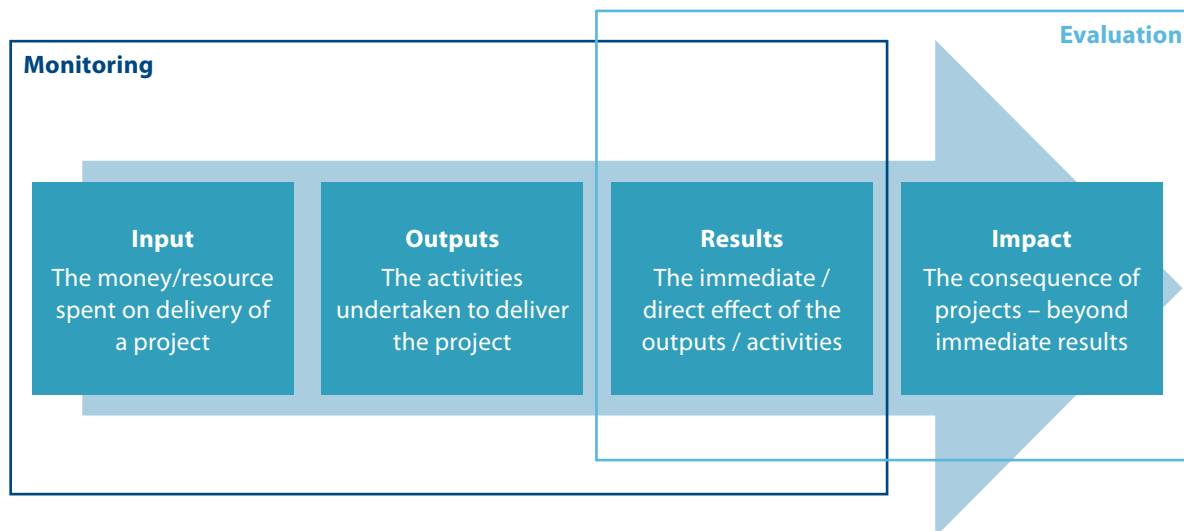 Evaluation
Monitoring
Input
The money/resource
spent on delivery of
a project
Outputs
The activities
undertaken to deliver
the project
Results
The immediate /
direct effect of the
outputs / activities
Impact
The consequence of
projects – beyond
immediate results